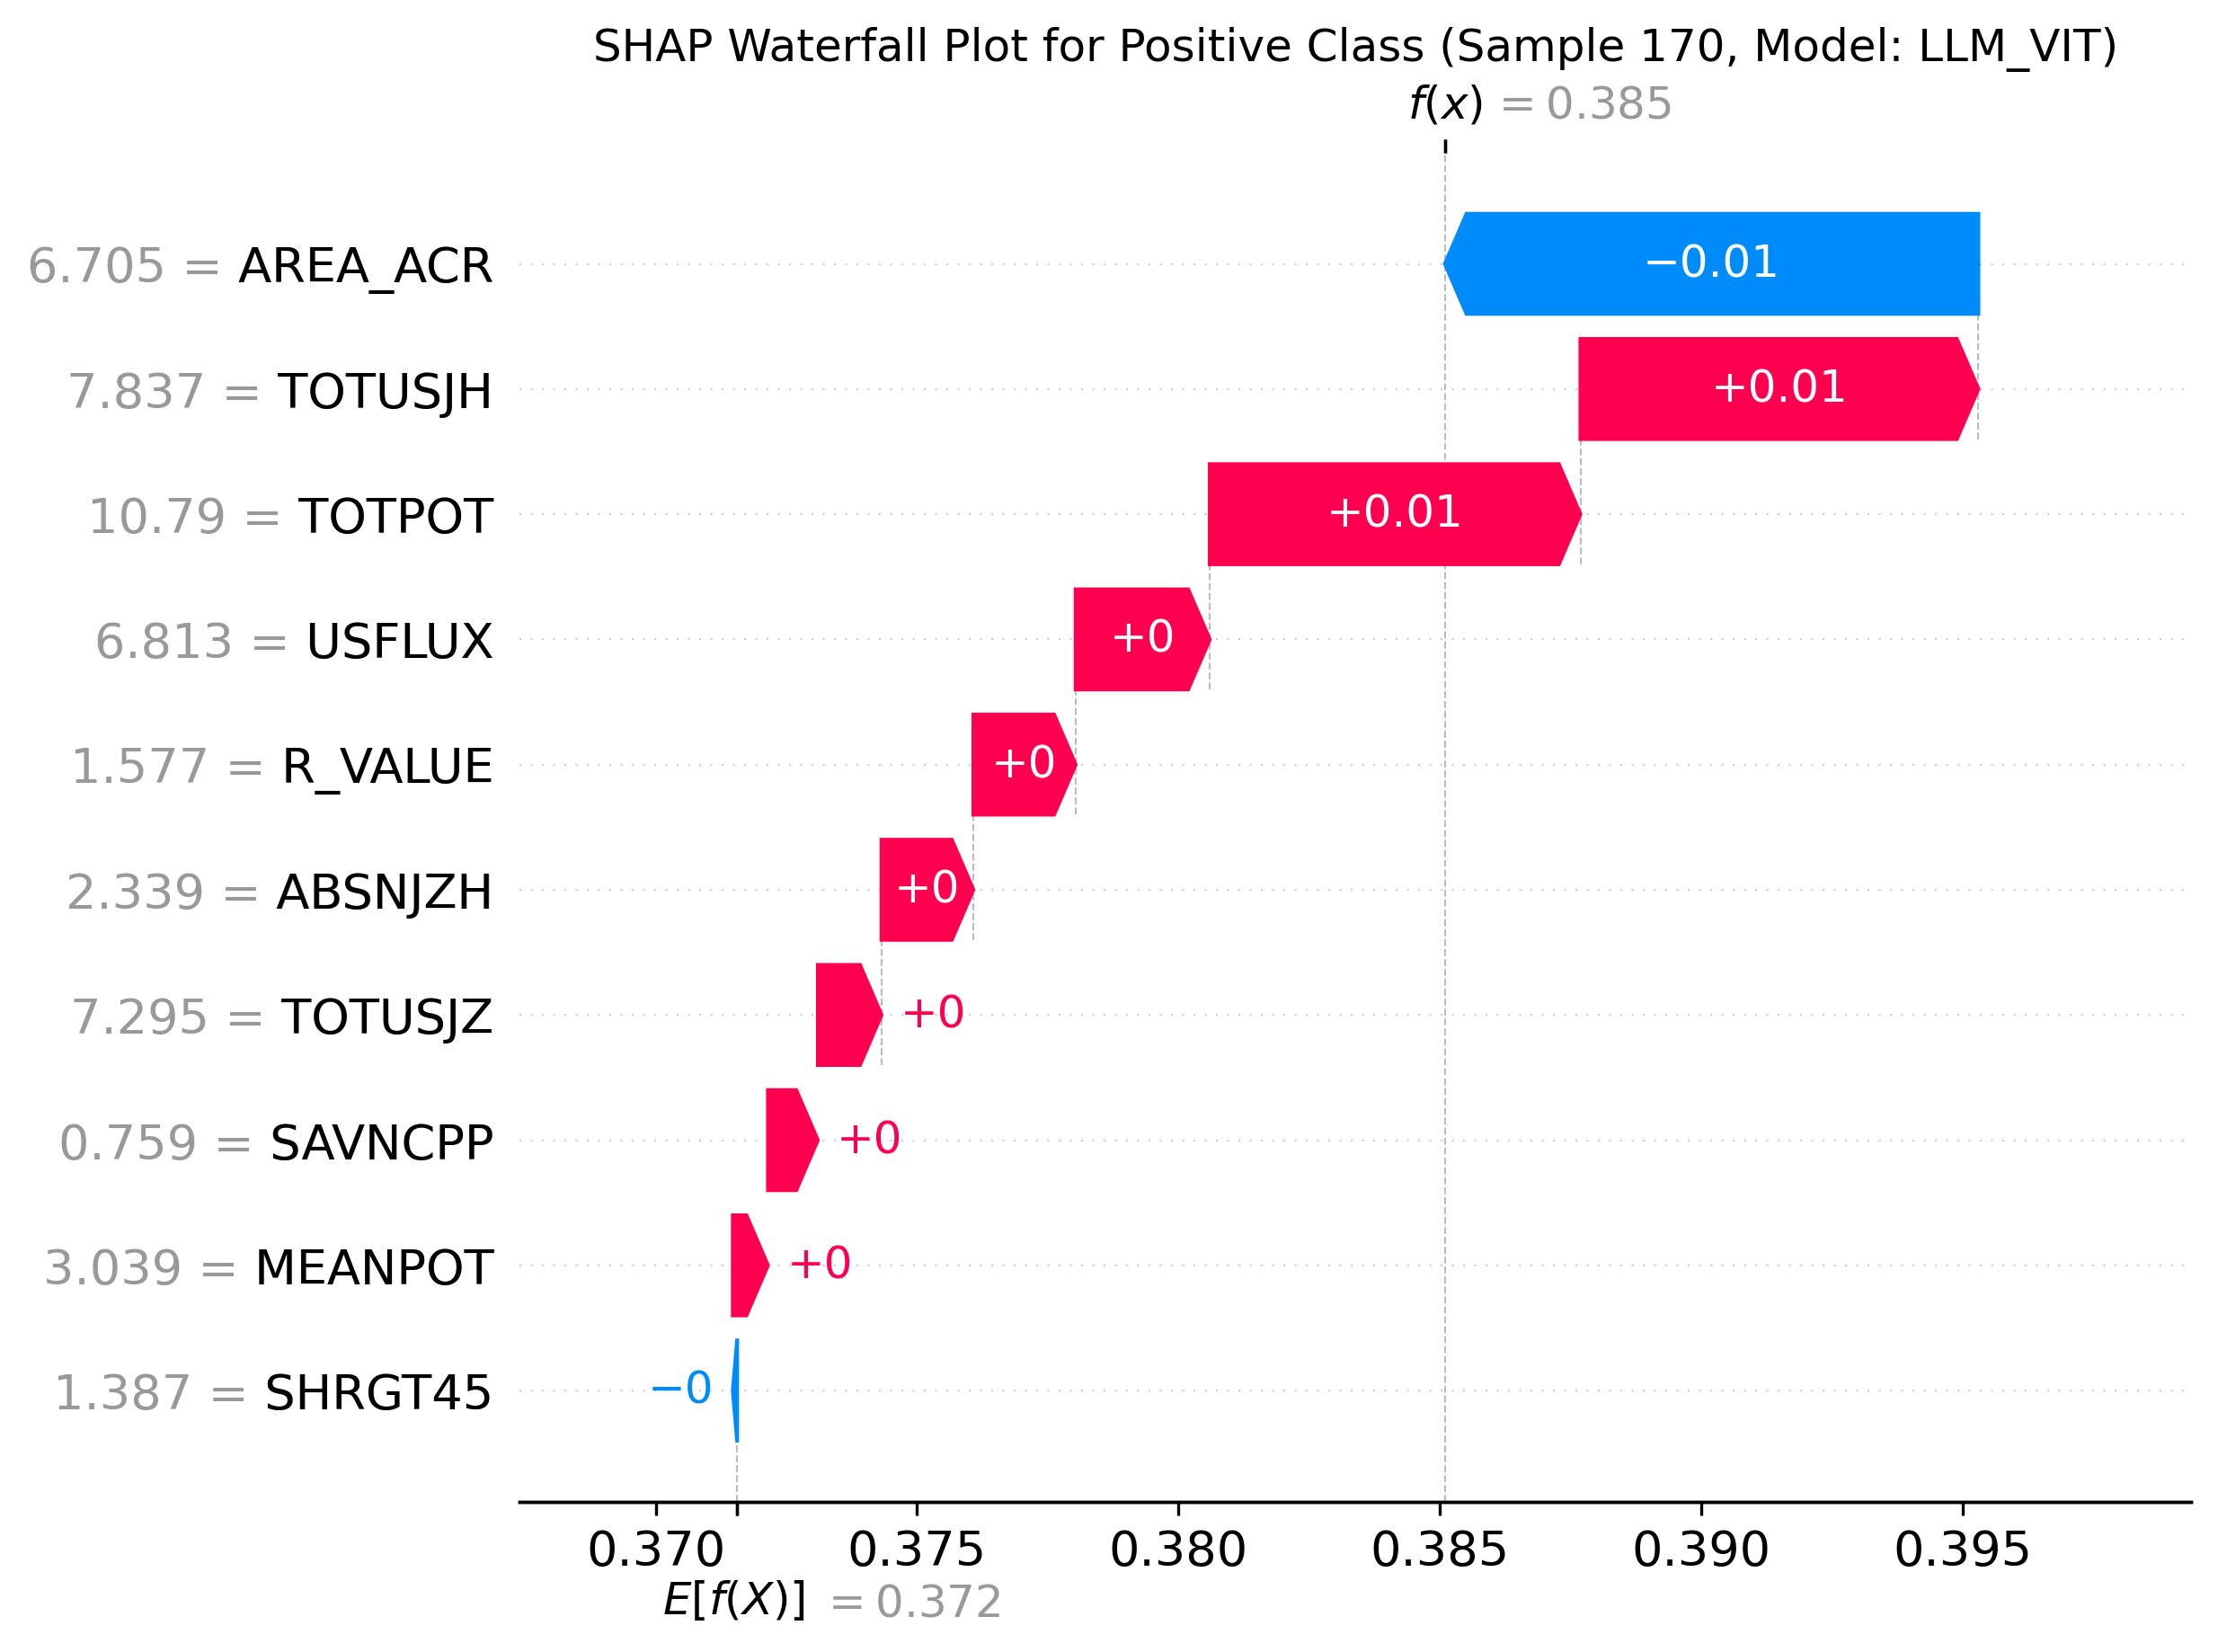 SHAP Waterfall Plot for Positive Class (Sample 170, Model: LLM_VIT)
f(x) = 0.385
6.705 = AREA_ACR −0.01
7.837 = TOTUSJH +0.01
10.79 = TOTPOT +0.01
6.813 = USFLUX +0
1.577 = R_VALUE +0
2.339 = ABSNJZH +0
7.295 = TOTUSJZ +0
0.759 = SAVNCPP +0
3.039 = MEANPOT +0
1.387 = SHRGT45 −0
0.370 0.375 0.380 0.385 0.390 0.395
E[f(X)] = 0.372